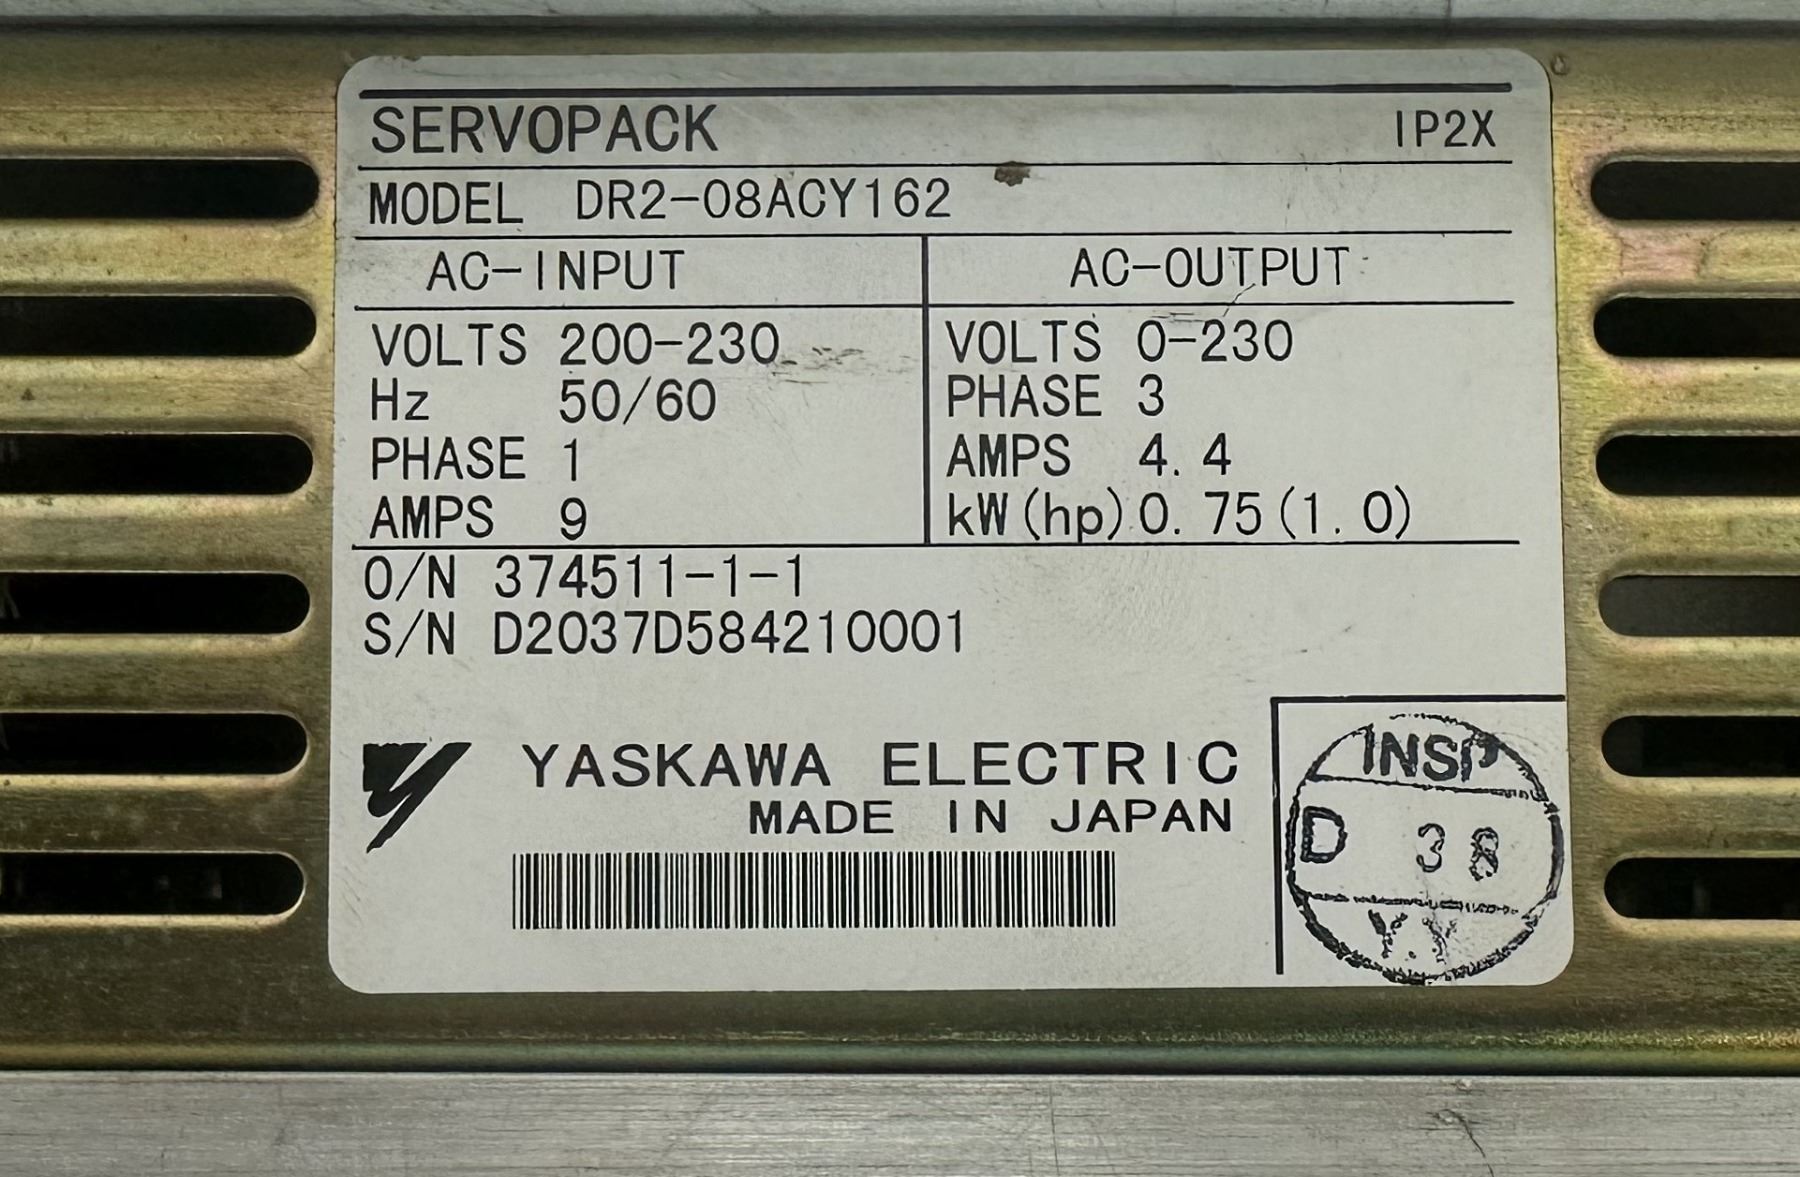 SERVOPACK IP2X
MODEL DR2-08ACY162
AC-INPUT AC-OUTPUT
VOLTS 200-230 VOLTS 0-230
Hz 50/60 PHASE 3
PHASE 1 AMPS 4.4
AMPS 9 kW(hp) 0.75(1.0)
O/N 374511-1-1
S/N D2037D584210001
YASKAWA ELECTRIC
MADE IN JAPAN
INSP
D 38
Y.Y